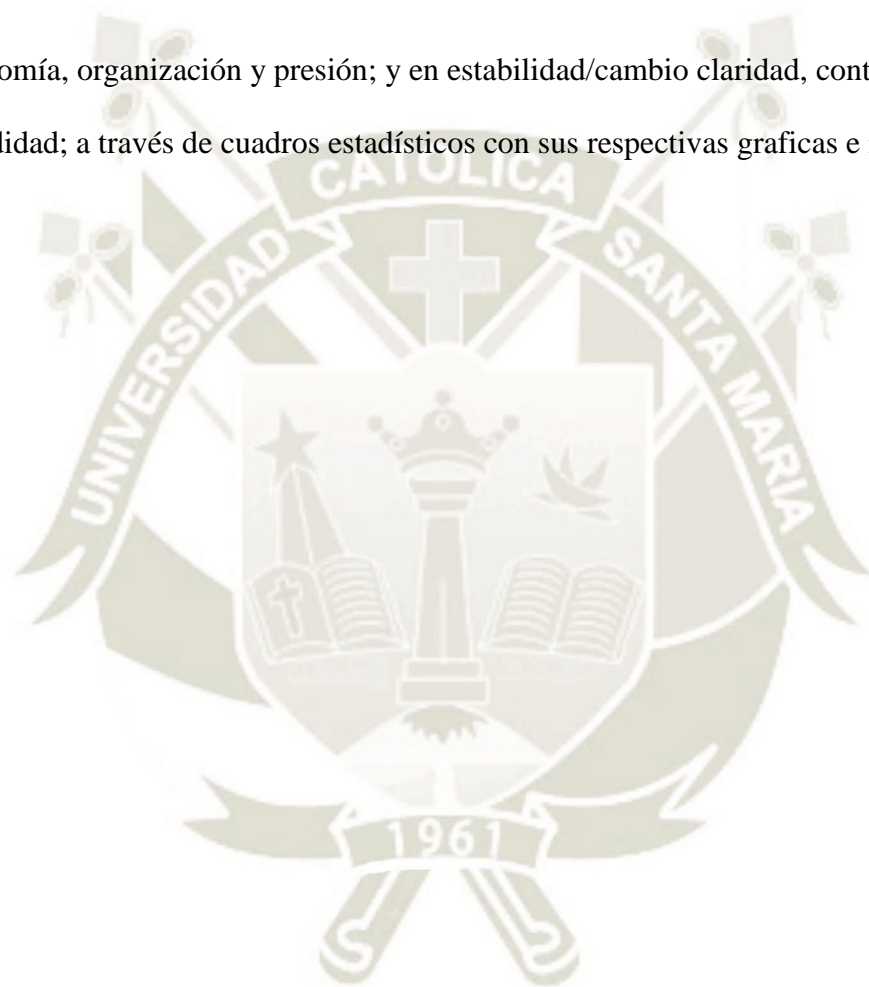 omía, organización y presión; y en estabilidad/cambio claridad, cont
lidad; a través de cuadros estadísticos con sus respectivas graficas e
CATOLICA
UNIVERSIDAD
SANTA MARIA
1961